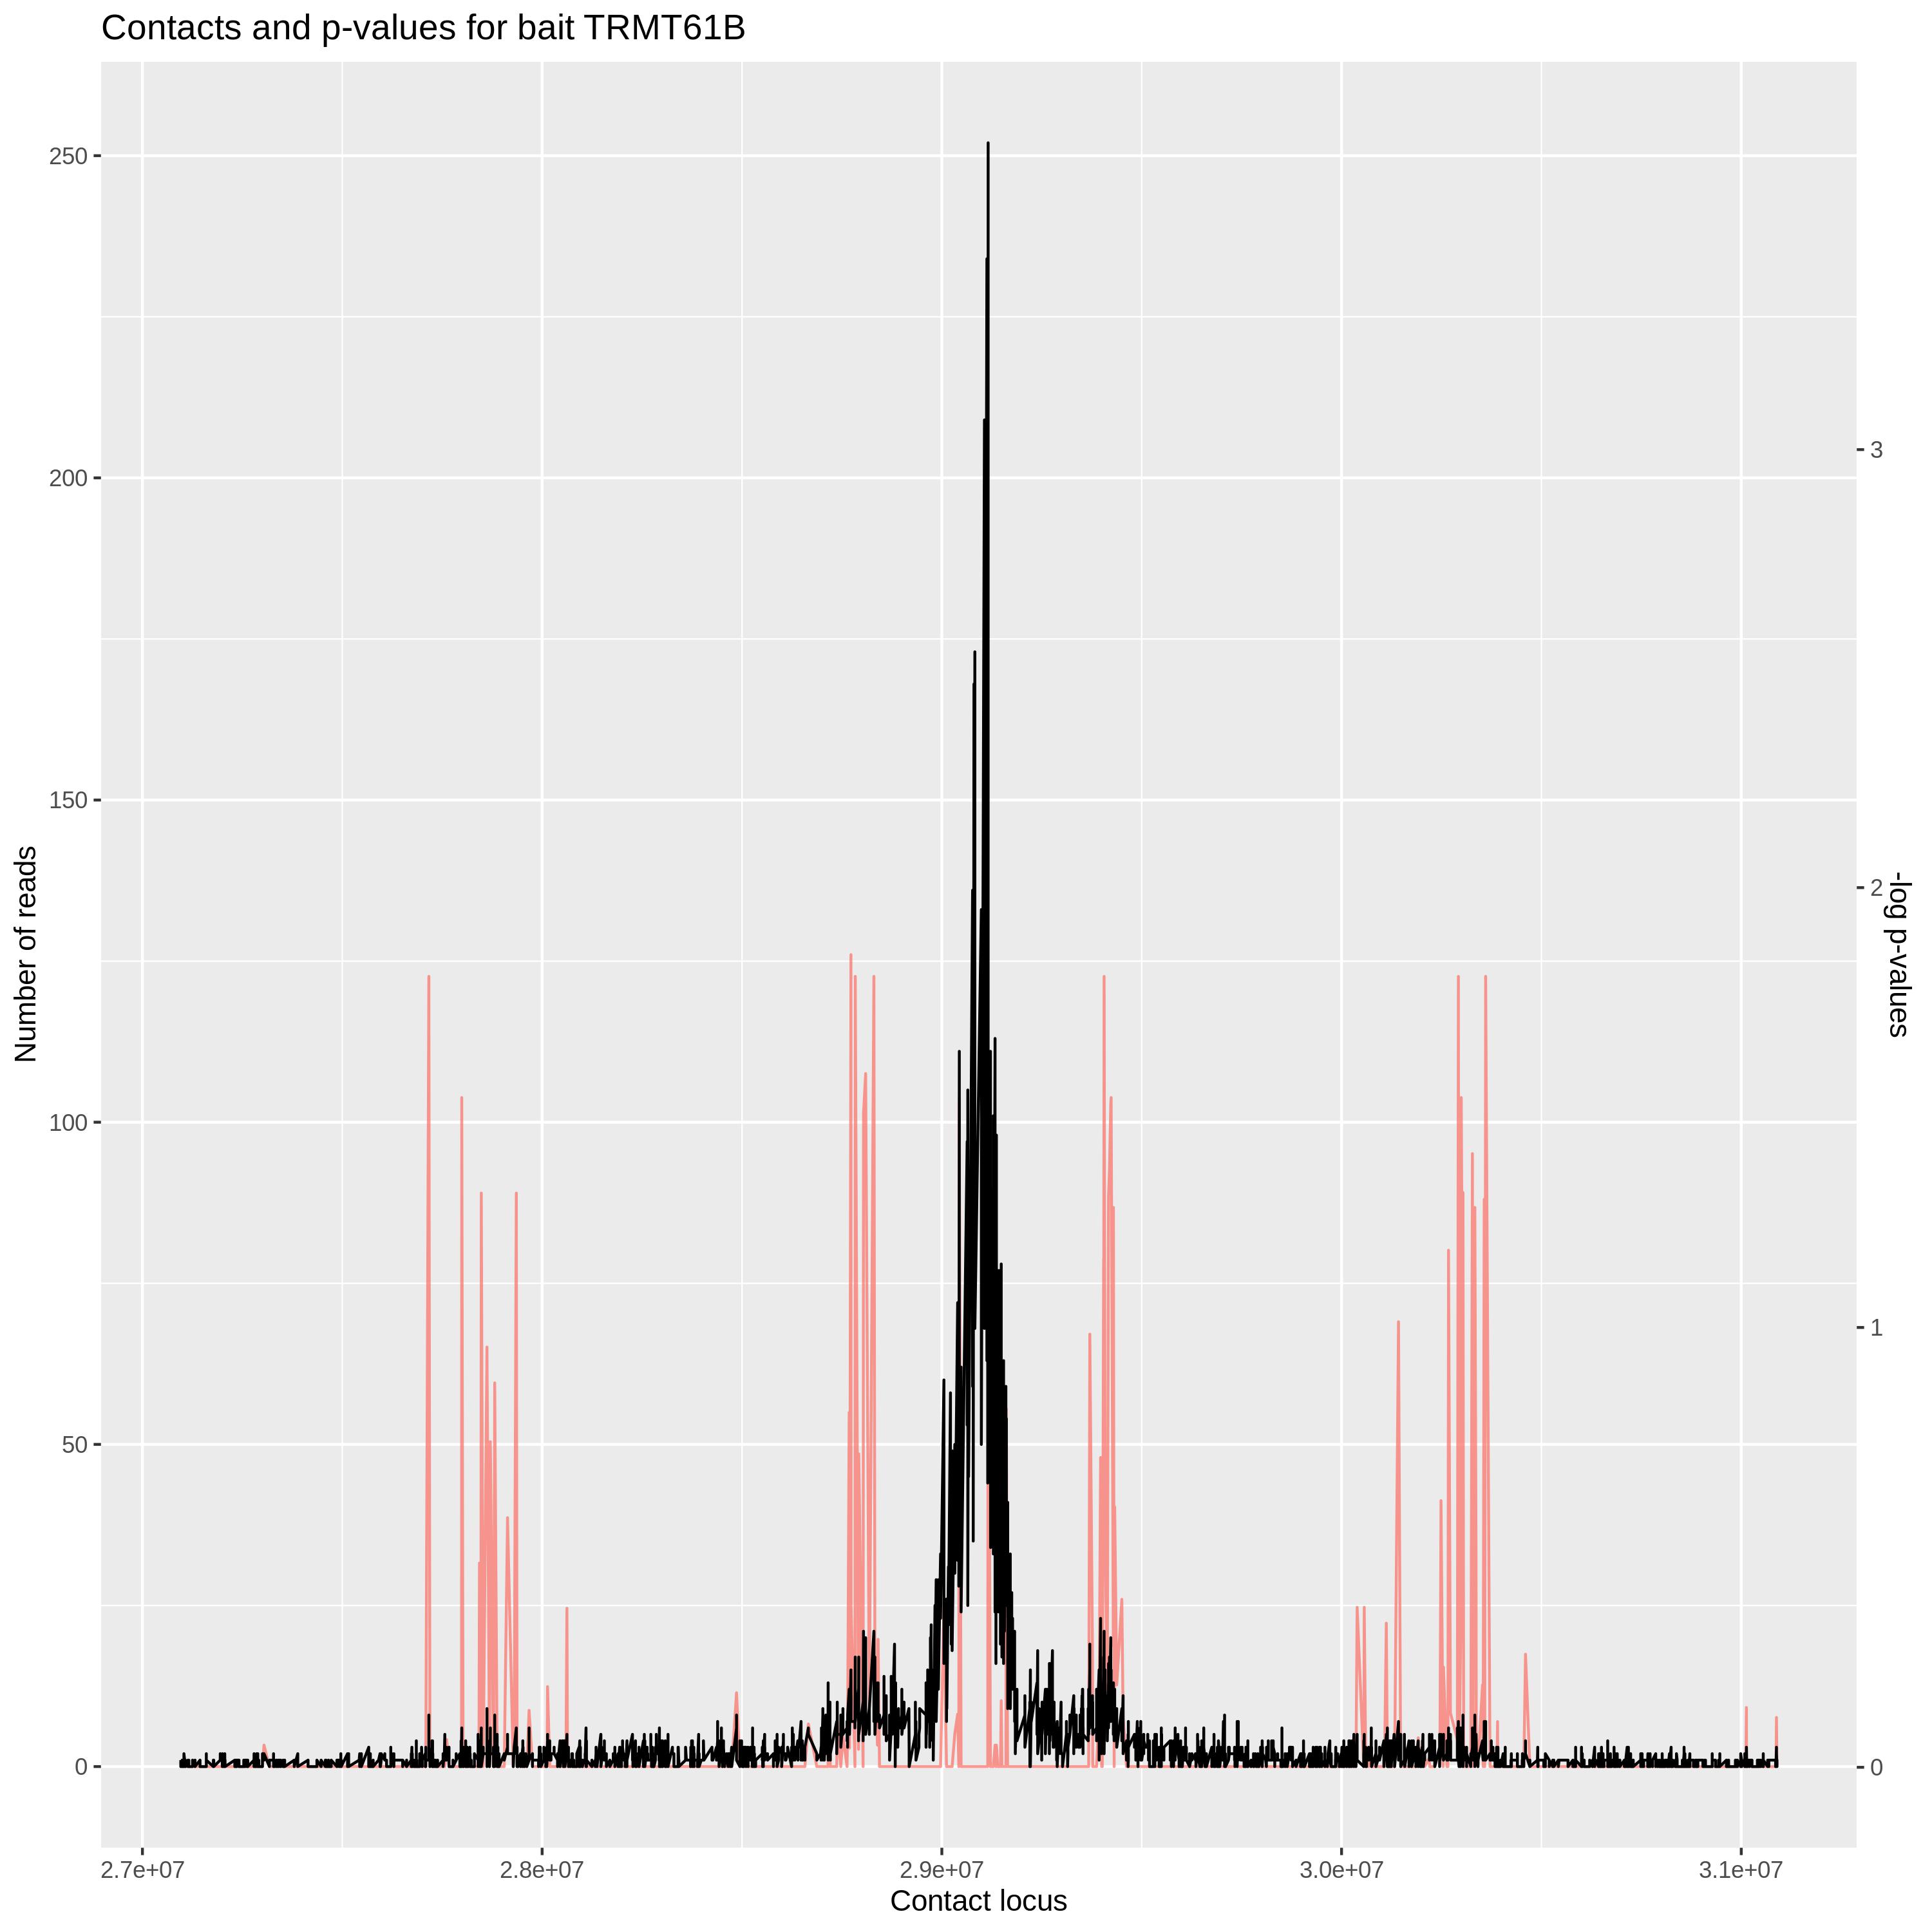 Contacts and p-values for bait TRMT61B
250
200
150
100
50
0
Number of reads
3
2
1
0
-log p-values
2.7e+07 2.8e+07 2.9e+07 3.0e+07 3.1e+07
Contact locus